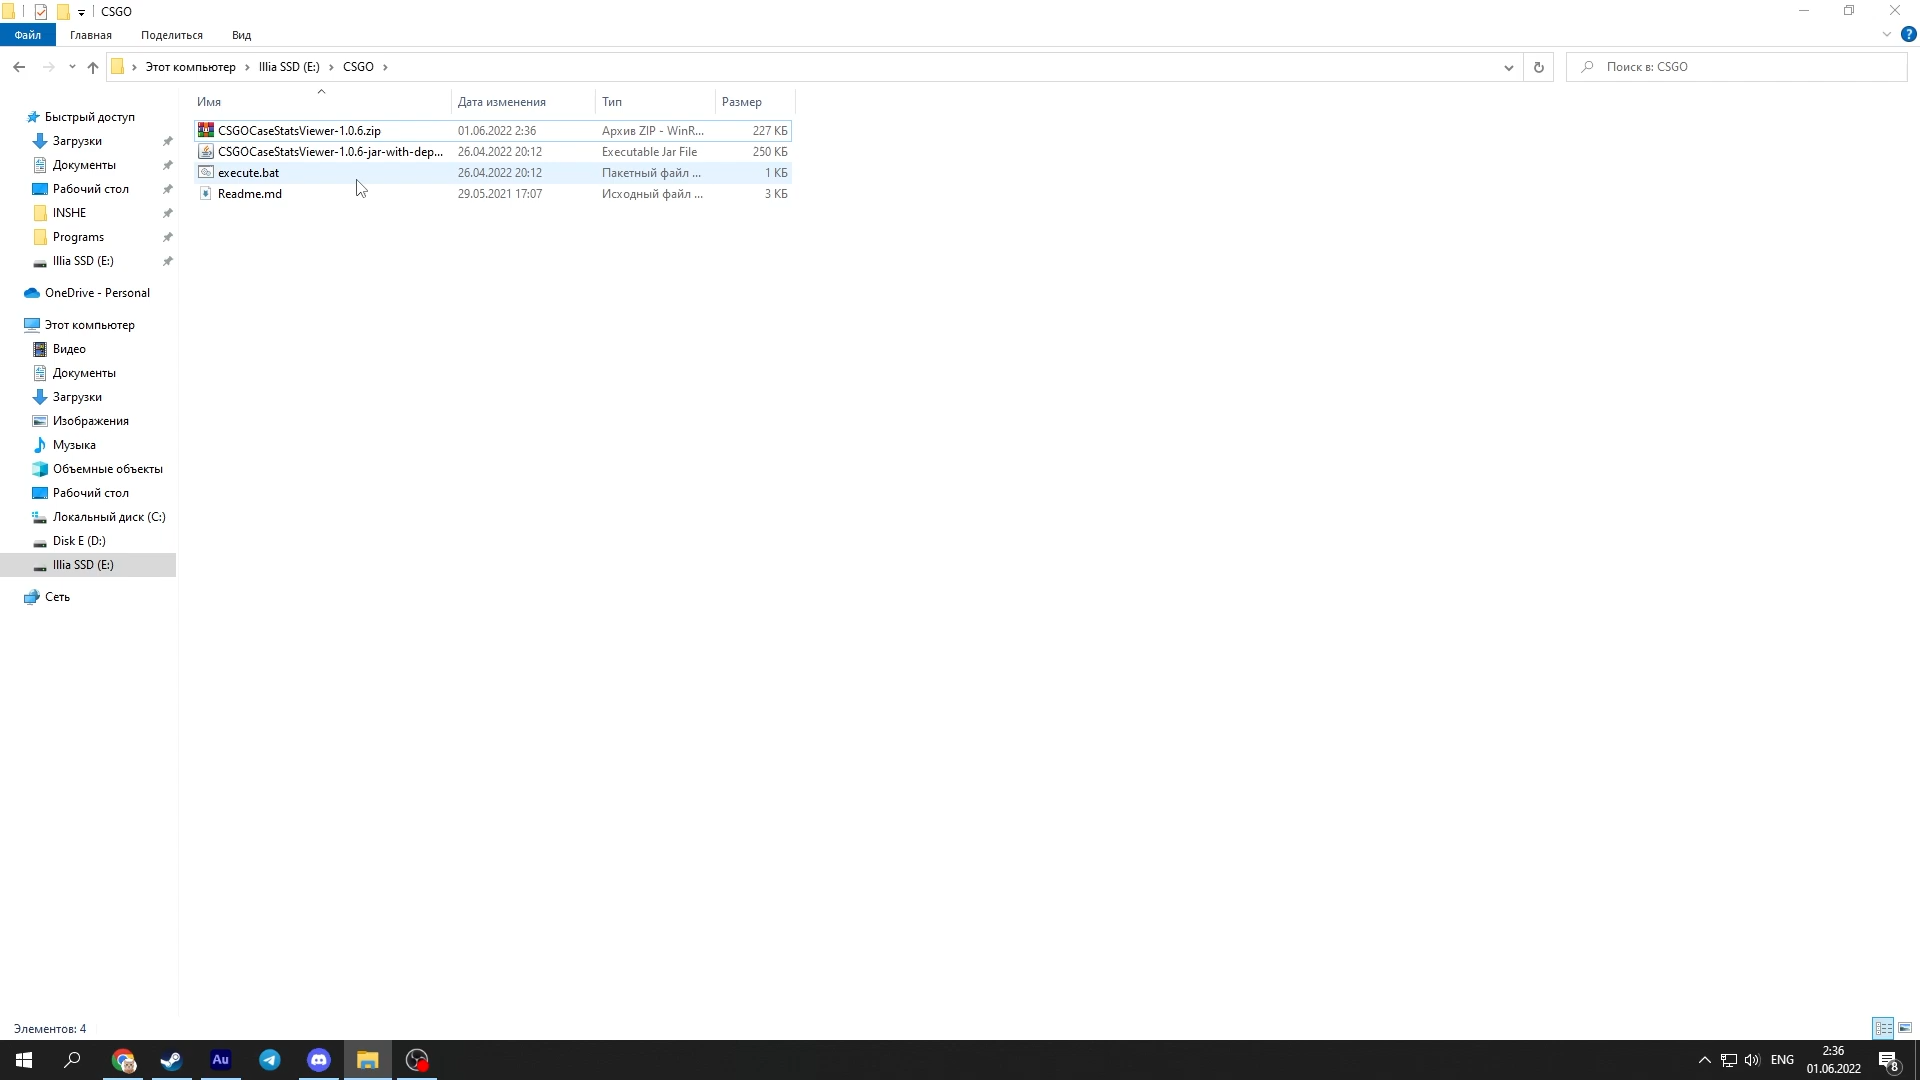 CSGO
Файл Главная Поделиться Вид
Этот компьютер Illia SSD (E:) CSGO
Поиск в: CSGO
Имя Дата изменения Тип Размер
CSGOCaseStatsViewer-1.0.6.zip 01.06.2022 2:36 Архив ZIP - WinR... 227 КБ
CSGOCaseStatsViewer-1.0.6-jar-with-dep... 26.04.2022 20:12 Executable Jar File 250 КБ
execute.bat 26.04.2022 20:12 Пакетный файл ... 1 КБ
Readme.md 29.05.2021 17:07 Исходный файл ... 3 КБ
Быстрый доступ
Загрузки
Документы
Рабочий стол
INSHE
Programs
Illia SSD (E:)
OneDrive - Personal
Этот компьютер
Видео
Документы
Загрузки
Изображения
Музыка
Объемные объекты
Рабочий стол
Локальный диск (C:)
Disk E (D:)
Illia SSD (E:)
Сеть
Элементов: 4
Au
ENG
2:36
01.06.2022
8